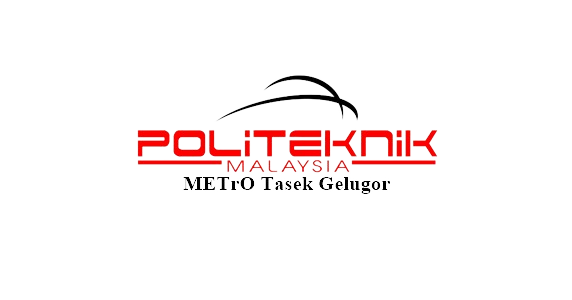 POLiTEKNiK
MALAYSIA
METrO Tasek Gelugor